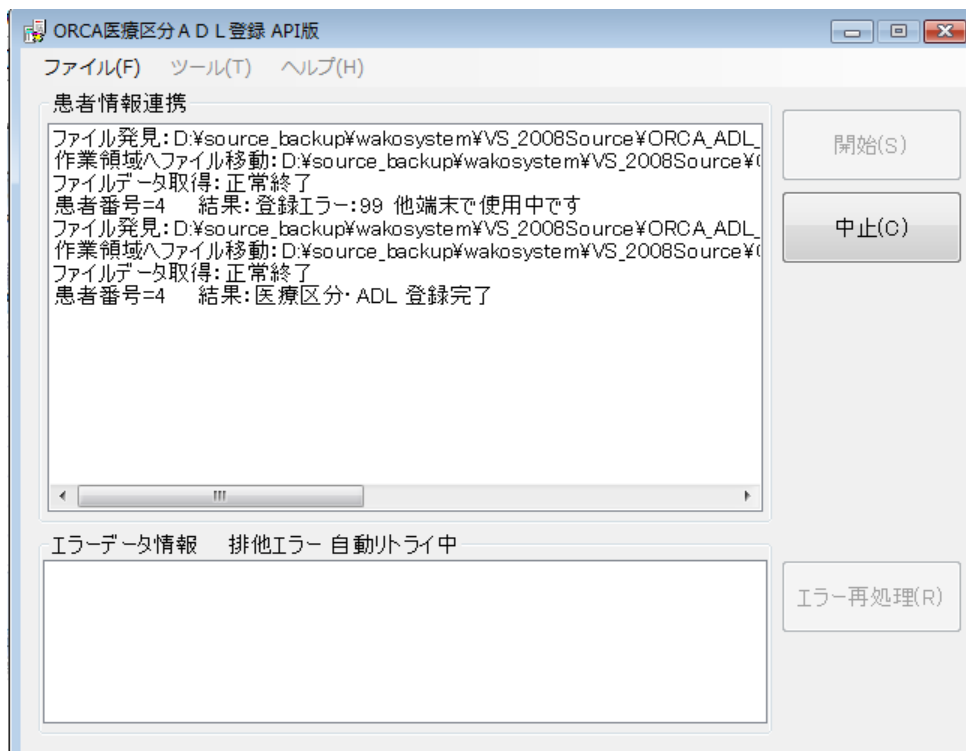 ORCA医療区分ＡＤＬ登録 API版
ファイル(F) ツール(T) ヘルプ(H)
患者情報連携
ファイル発見：D:¥source_backup¥wakosystem¥VS_2008Source¥ORCA_ADL_
作業領域へファイル移動：D:¥source_backup¥wakosystem¥VS_2008Source¥
ファイルデータ取得：正常終了
患者番号=4 結果：登録エラー：99 他端末で使用中です
ファイル発見：D:¥source_backup¥wakosystem¥VS_2008Source¥ORCA_ADL_
作業領域へファイル移動：D:¥source_backup¥wakosystem¥VS_2008Source¥
ファイルデータ取得：正常終了
患者番号=4 結果：医療区分・ADL 登録完了
開始(S)
中止(C)
エラーデータ情報 排他エラー 自動リトライ中
エラー再処理(R)